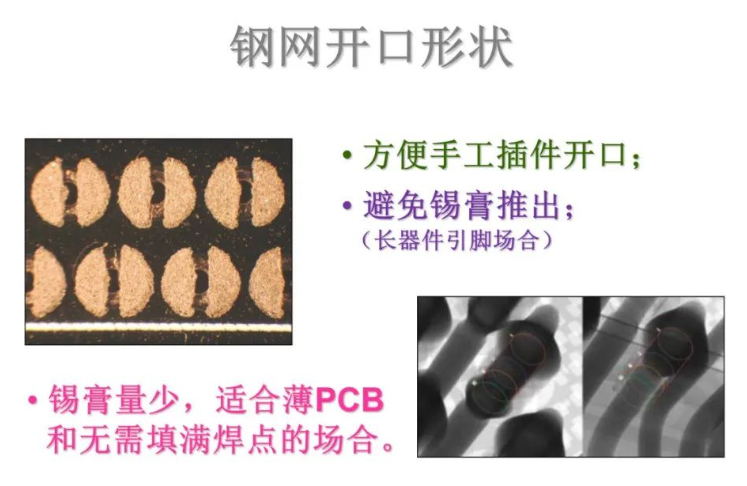 钢网开口形状
• 方便手工插件开口；
• 避免锡膏推出；
（长器件引脚场合）
• 锡膏量少，适合薄PCB
和无需填满焊点的场合。